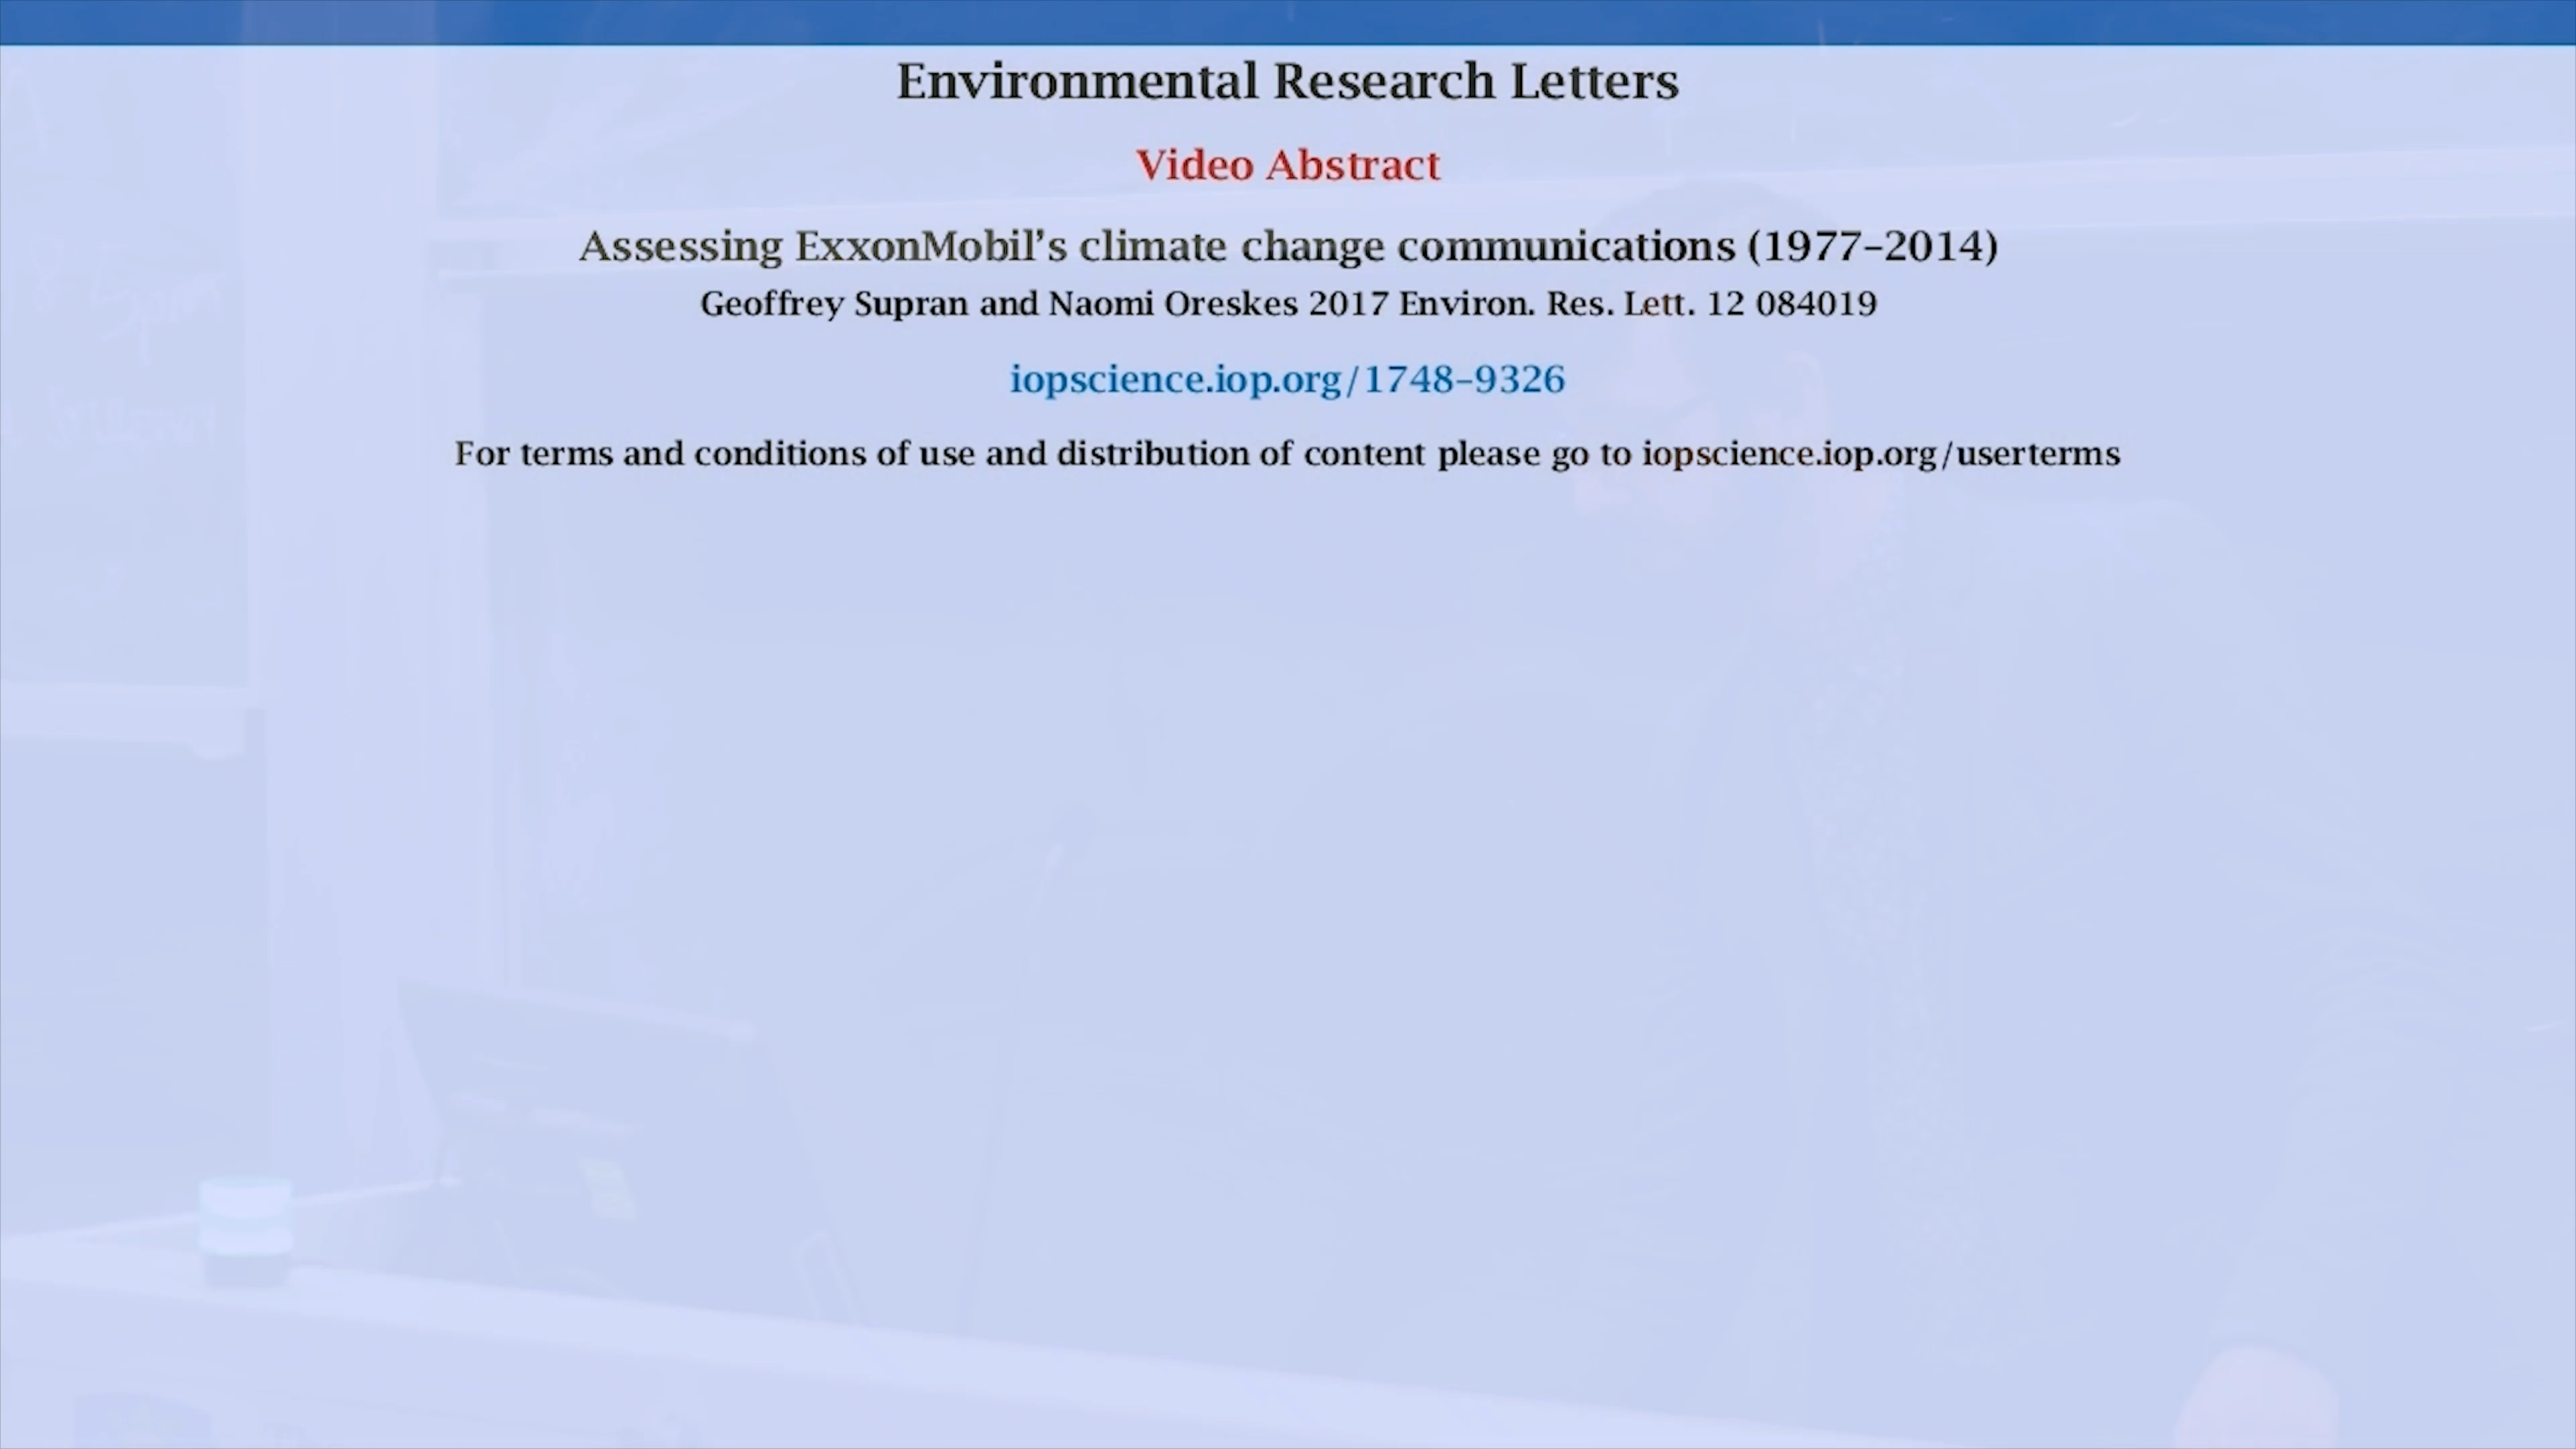 Environmental Research Letters
Video Abstract
Assessing ExxonMobil's climate change communications (1977–2014)
Geoffrey Supran and Naomi Oreskes 2017 Environ. Res. Lett. 12 084019
iopscience.iop.org/1748–9326
For terms and conditions of use and distribution of content please go to iopscience.iop.org/userterms